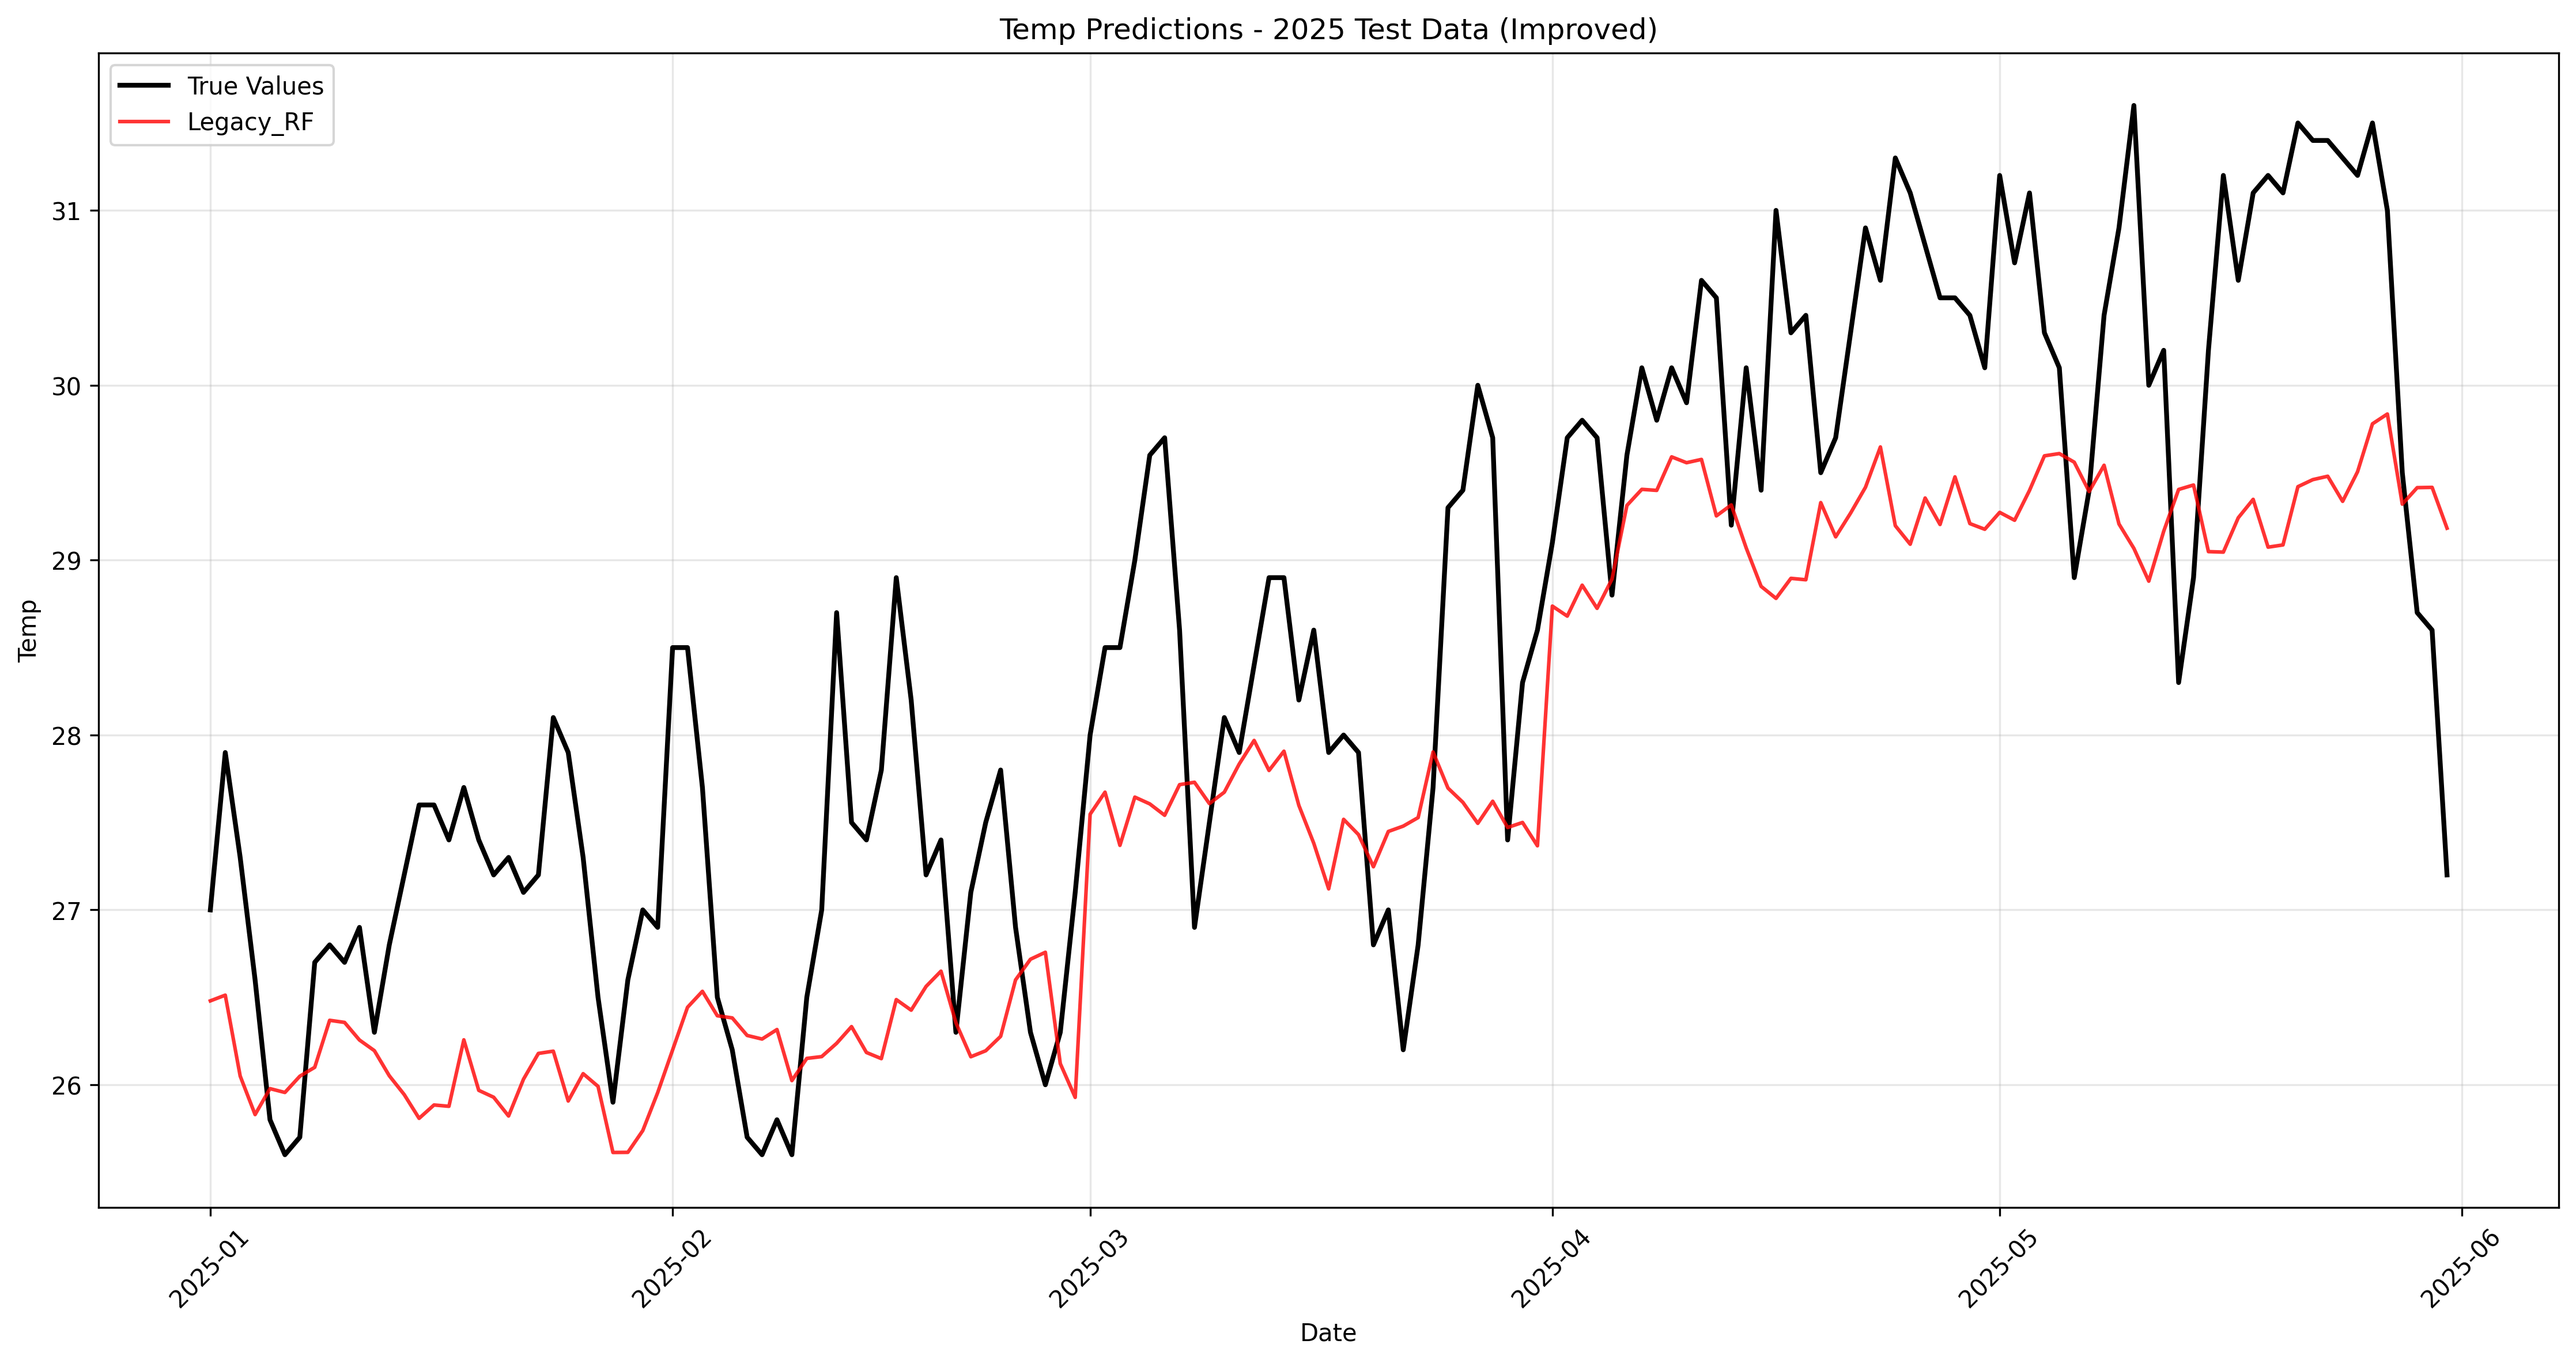 Temp Predictions - 2025 Test Data (Improved)
True Values
Legacy_RF
31
30
29
28
27
26
Temp
2025-01
2025-02
2025-03
2025-04
2025-05
2025-06
Date